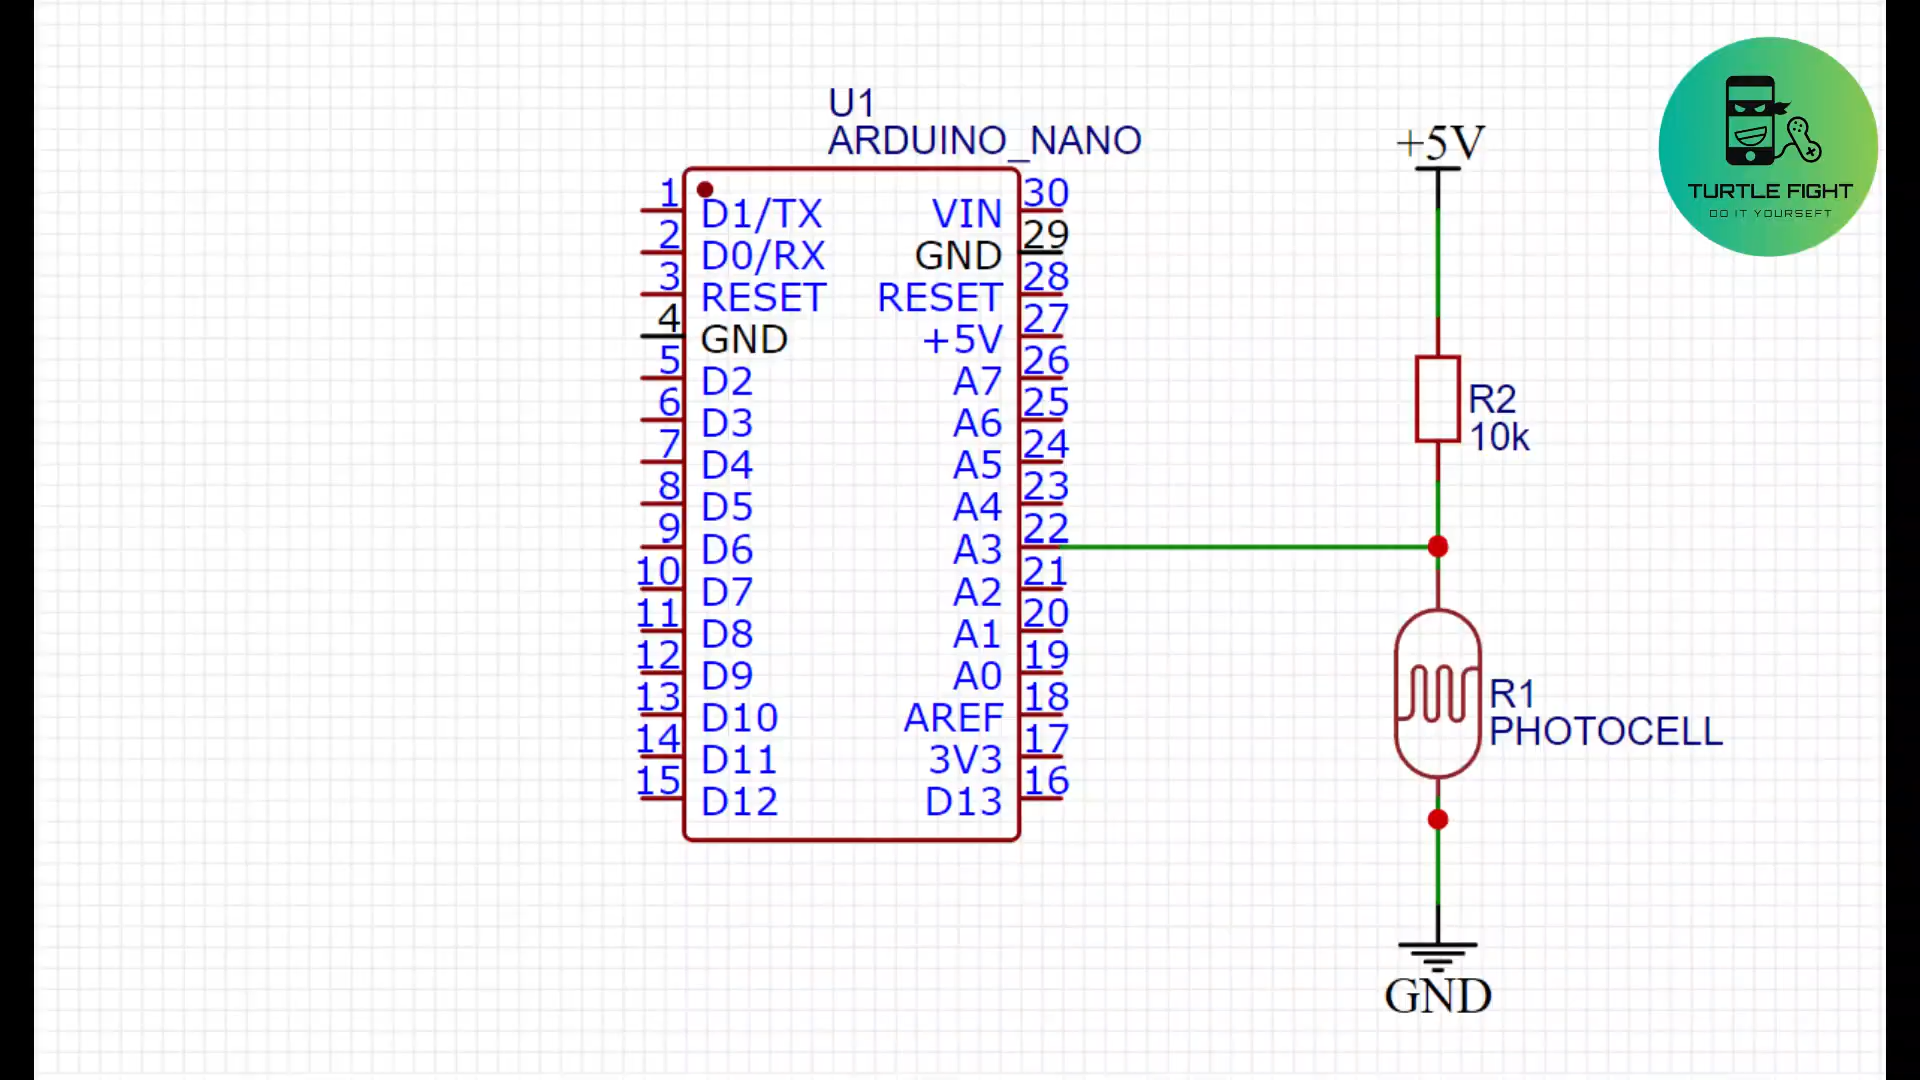 U1
ARDUINO_NANO
1 D1/TX VIN 30
2 D0/RX GND 29
3 RESET RESET 28
4 GND +5V 27
5 D2 A7 26
6 D3 A6 25
7 D4 A5 24
8 D5 A4 23
9 D6 A3 22
10 D7 A2 21
11 D8 A1 20
12 D9 A0 19
13 D10 AREF 18
14 D11 3V3 17
15 D12 D13 16
+5V
R2
10k
R1
PHOTOCELL
GND
TURTLE FIGHT
DO IT YOURSEFT